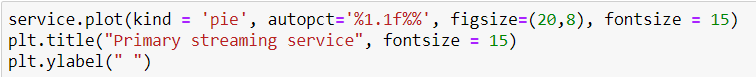 service.plot(kind = 'pie', autopct='%1.1f%%', figsize=(20,8), fontsize = 15)
plt.title("Primary streaming service", fontsize = 15)
plt.ylabel(" ")